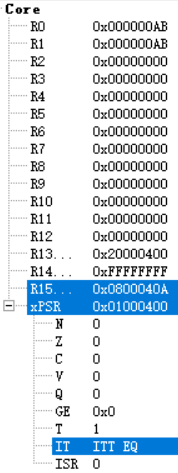 Core
R0 0x000000AB
R1 0x000000AB
R2 0x00000000
R3 0x00000000
R4 0x00000000
R5 0x00000000
R6 0x00000000
R7 0x00000000
R8 0x00000000
R9 0x00000000
R10 0x00000000
R11 0x00000000
R12 0x00000000
R13... 0x20000400
R14... 0xFFFFFFFF
R15... 0x0800040A
xPSR 0x01000400
N 0
Z 0
C 0
V 0
Q 0
GE 0x0
T 1
IT ITT EQ
ISR 0